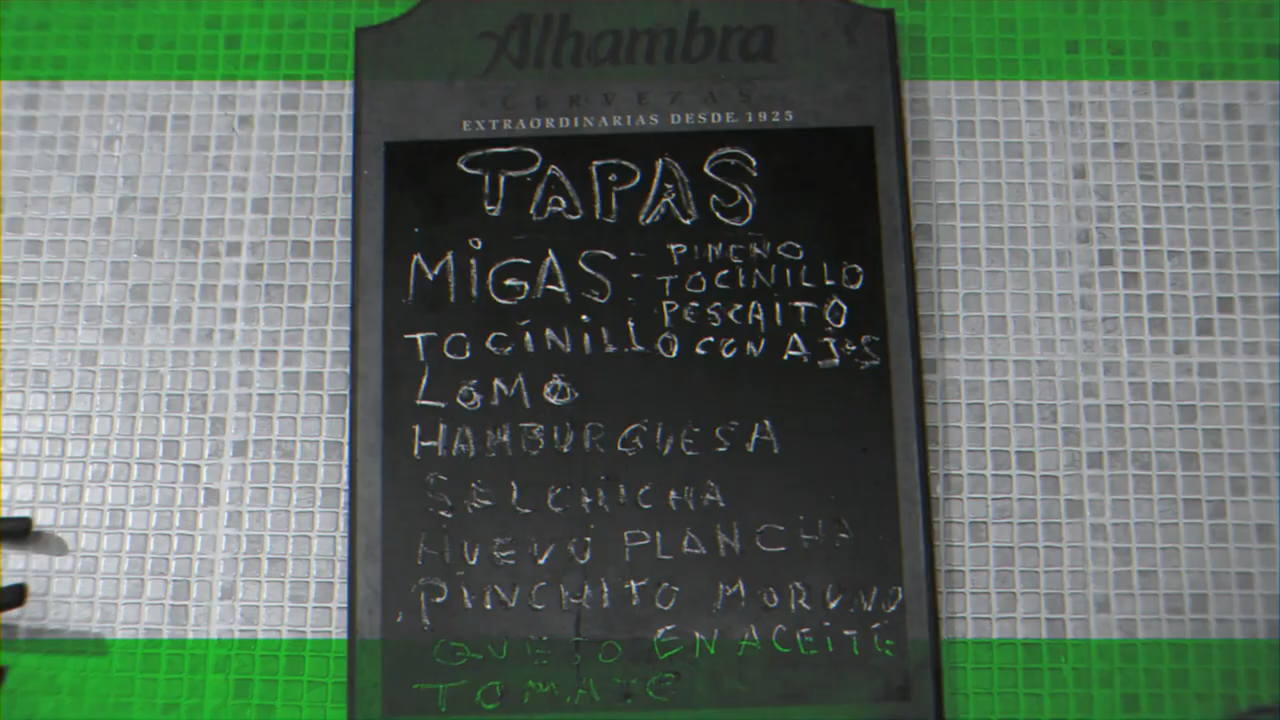 Alhambra
CERVEZAS
EXTRAORDINARIAS DESDE 1925
TAPAS
MIGAS = PINCHO
TOCINILLO
PESCAITO
TOCINILLO CON AJOS
LOMO
HAMBURGUESA
SALCHICHA
HUEVO PLANCHA
PINCHITO MORUNO
QUESO EN ACEITE
TOMATE